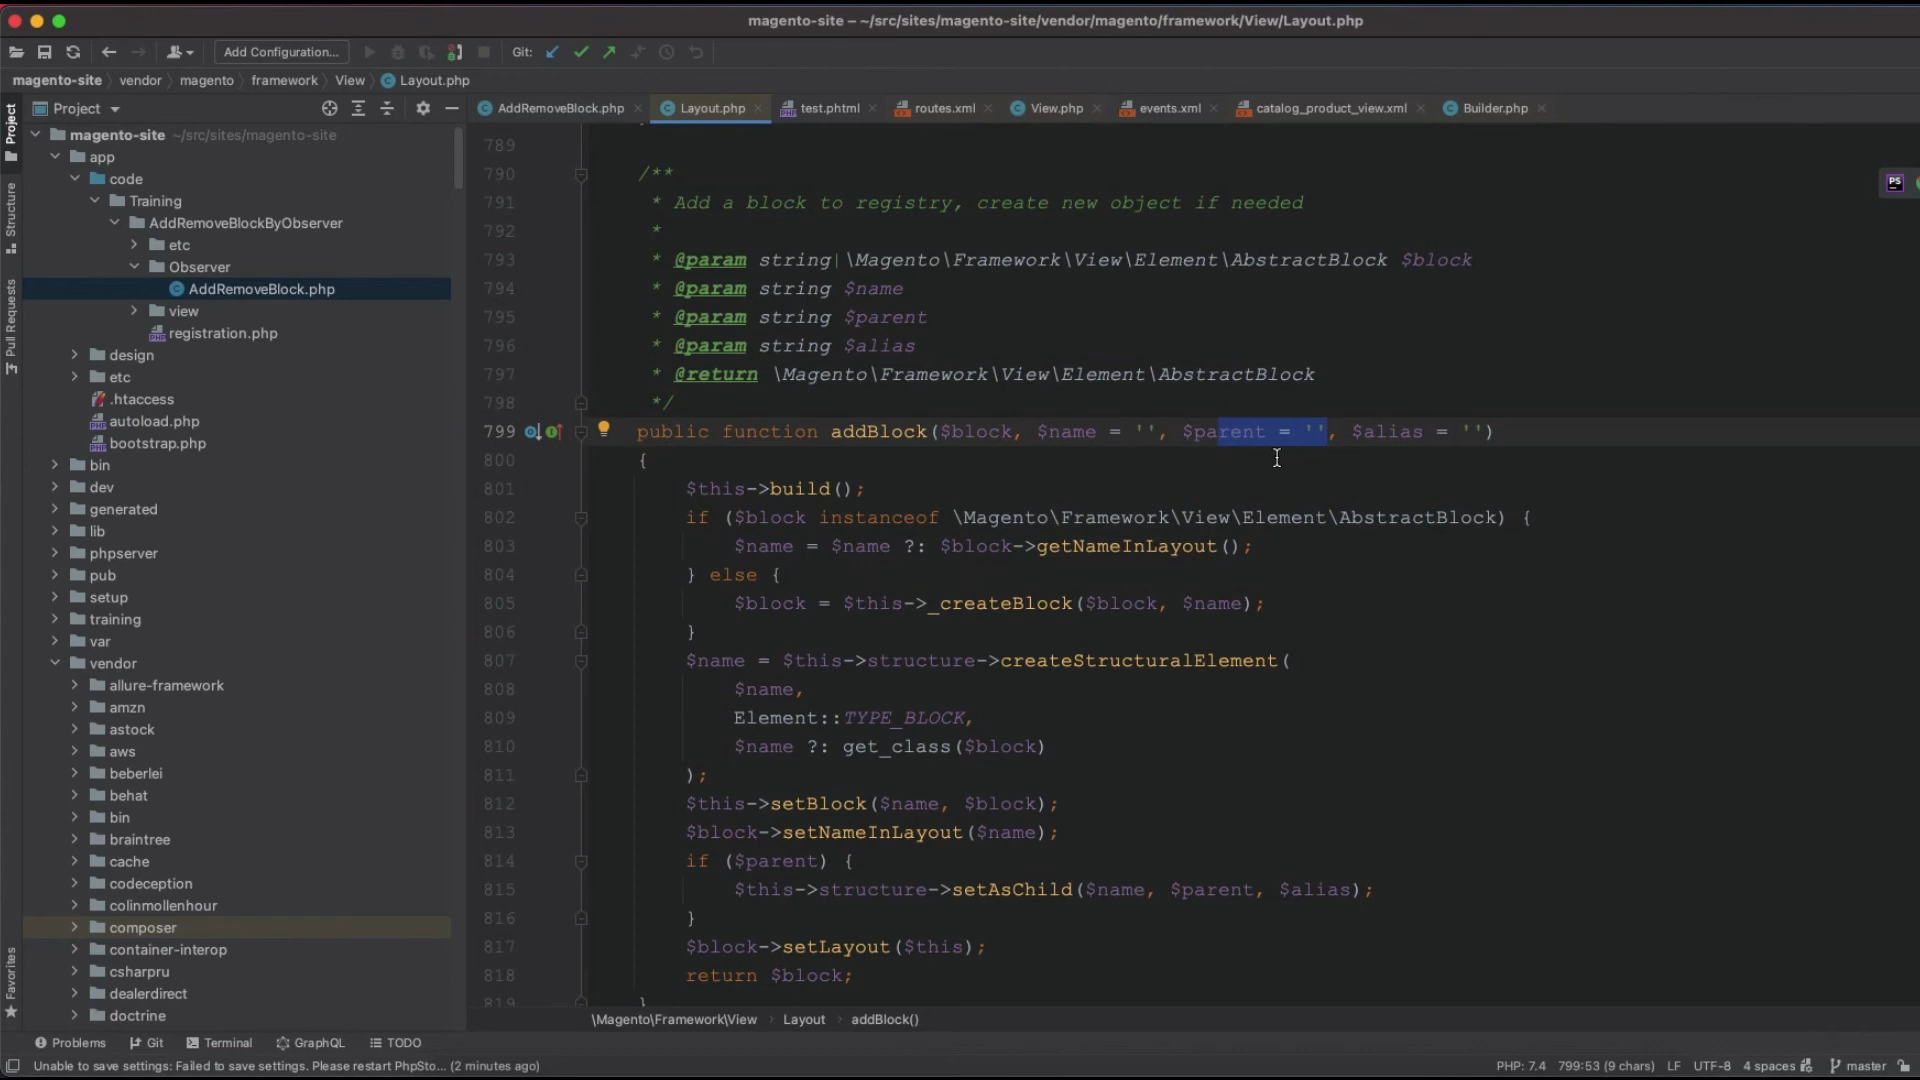 magento-site – ~/src/sites/magento-site/vendor/magento/framework/View/Layout.php
Add Configuration...
Git:
magento-site
vendor
magento
framework
View
Layout.php
Project
AddRemoveBlock.php
Layout.php
test.phtml
routes.xml
View.php
events.xml
catalog_product_view.xml
Builder.php
Project
Structure
Pull Requests
Favorites
magento-site ~/src/sites/magento-site
app
code
Training
AddRemoveBlockByObserver
etc
Observer
AddRemoveBlock.php
view
registration.php
design
etc
.htaccess
autoload.php
bootstrap.php
bin
dev
generated
lib
phpserver
pub
setup
training
var
vendor
allure-framework
amzn
astock
aws
beberlei
behat
bin
braintree
cache
codeception
colinmollenhour
composer
container-interop
csharpru
dealerdirect
doctrine
789
790 /**
791 * Add a block to registry, create new object if needed
792 *
793 * @param string|\Magento\Framework\View\Element\AbstractBlock $block
794 * @param string $name
795 * @param string $parent
796 * @param string $alias
797 * @return \Magento\Framework\View\Element\AbstractBlock
798 */
799 public function addBlock($block, $name = '', $parent = '', $alias = '')
800 {
801 $this->build();
802 if ($block instanceof \Magento\Framework\View\Element\AbstractBlock) {
803 $name = $name ?: $block->getNameInLayout();
804 } else {
805 $block = $this->_createBlock($block, $name);
806 }
807 $name = $this->structure->createStructuralElement(
808 $name,
809 Element::TYPE_BLOCK,
810 $name ?: get_class($block)
811 );
812 $this->setBlock($name, $block);
813 $block->setNameInLayout($name);
814 if ($parent) {
815 $this->structure->setAsChild($name, $parent, $alias);
816 }
817 $block->setLayout($this);
818 return $block;
819 }
PS
\Magento\Framework\View
Layout
addBlock()
Problems
Git
Terminal
GraphQL
TODO
Unable to save settings: Failed to save settings. Please restart PhpSto... (2 minutes ago)
PHP: 7.4 799:53 (9 chars) LF UTF-8 4 spaces master